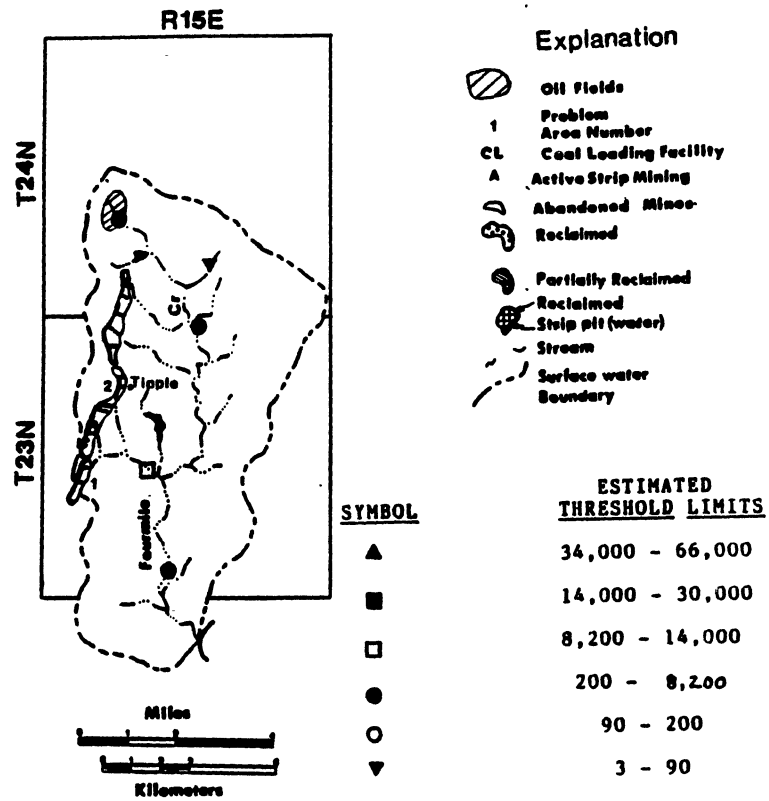 R15E
T24N
Cr
2
Tipple
T23N
1
Fourmile
Miles
Kilometers
Explanation
Oil Fields
1 Problem
Area Number
CL Coal Loading Facility
A Active Strip Mining
Abandoned Mines
Reclaimed
Partially Reclaimed
Reclaimed
Strip pit (water)
Stream
Surface water
Boundary
ESTIMATED
SYMBOL THRESHOLD LIMITS
34,000 - 66,000
14,000 - 30,000
8,200 - 14,000
200 - 8,200
90 - 200
3 - 90